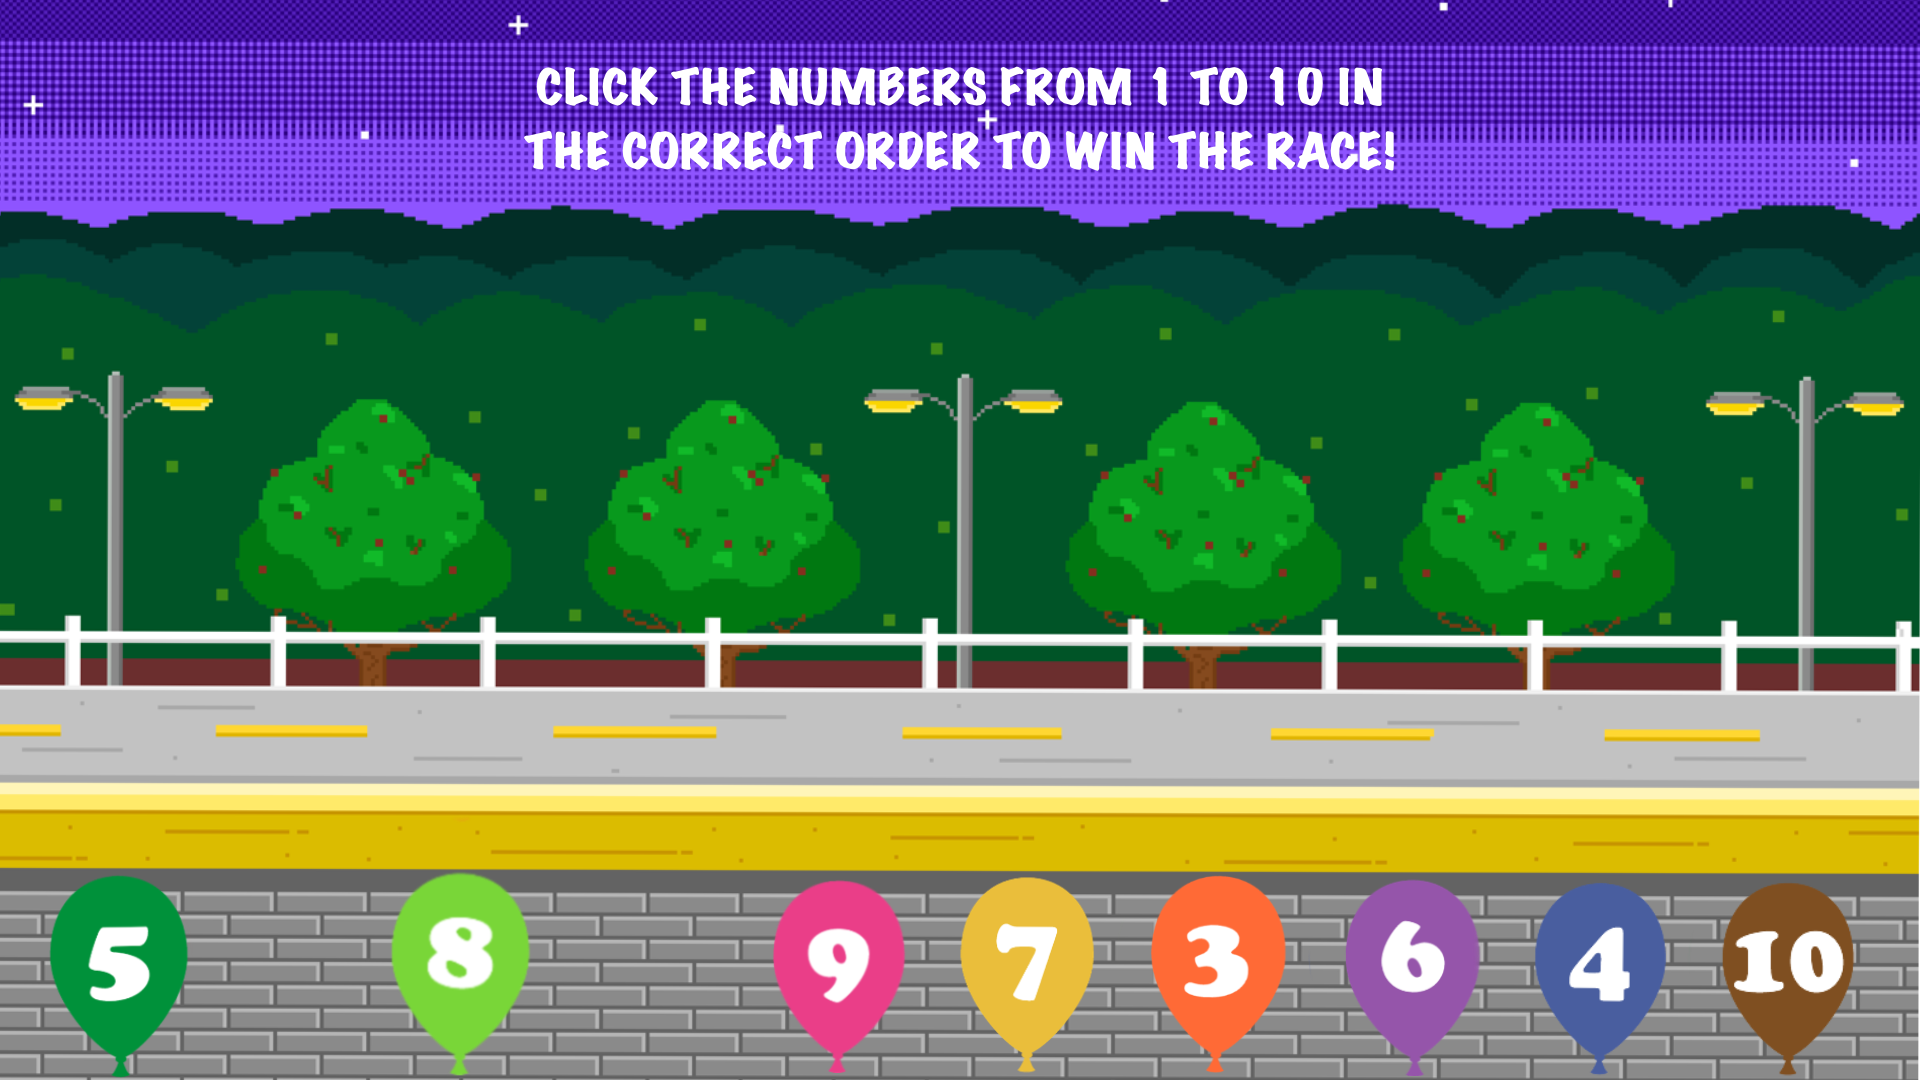 CLICK THE NUMBERS FROM 1 TO 10 IN
THE CORRECT ORDER TO WIN THE RACE!
5 8 9 7 3 6 4 10